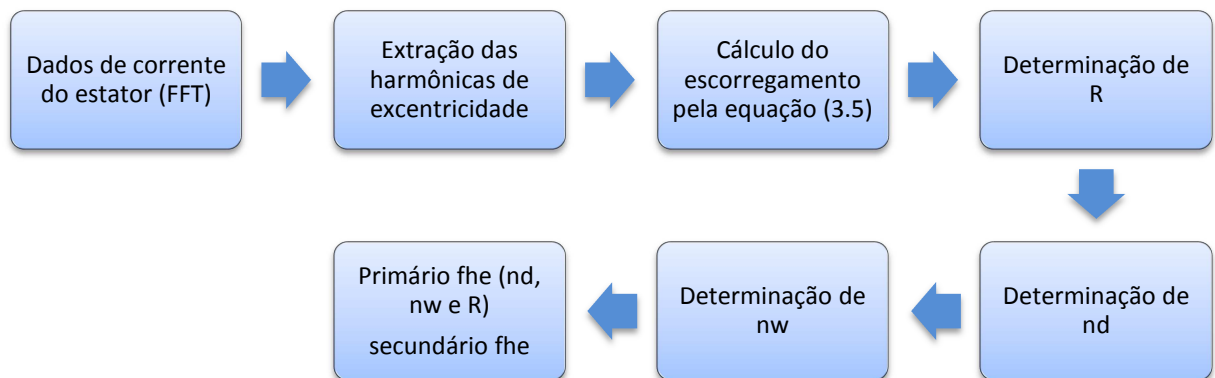 Dados de corrente
do estator (FFT)
Extração das
harmônicas de
excentricidade
Cálculo do
escorregamento
pela equação (3.5)
Determinação de
R
Determinação de
nd
Determinação de
nw
Primário fhe (nd,
nw e R)
secundário fhe